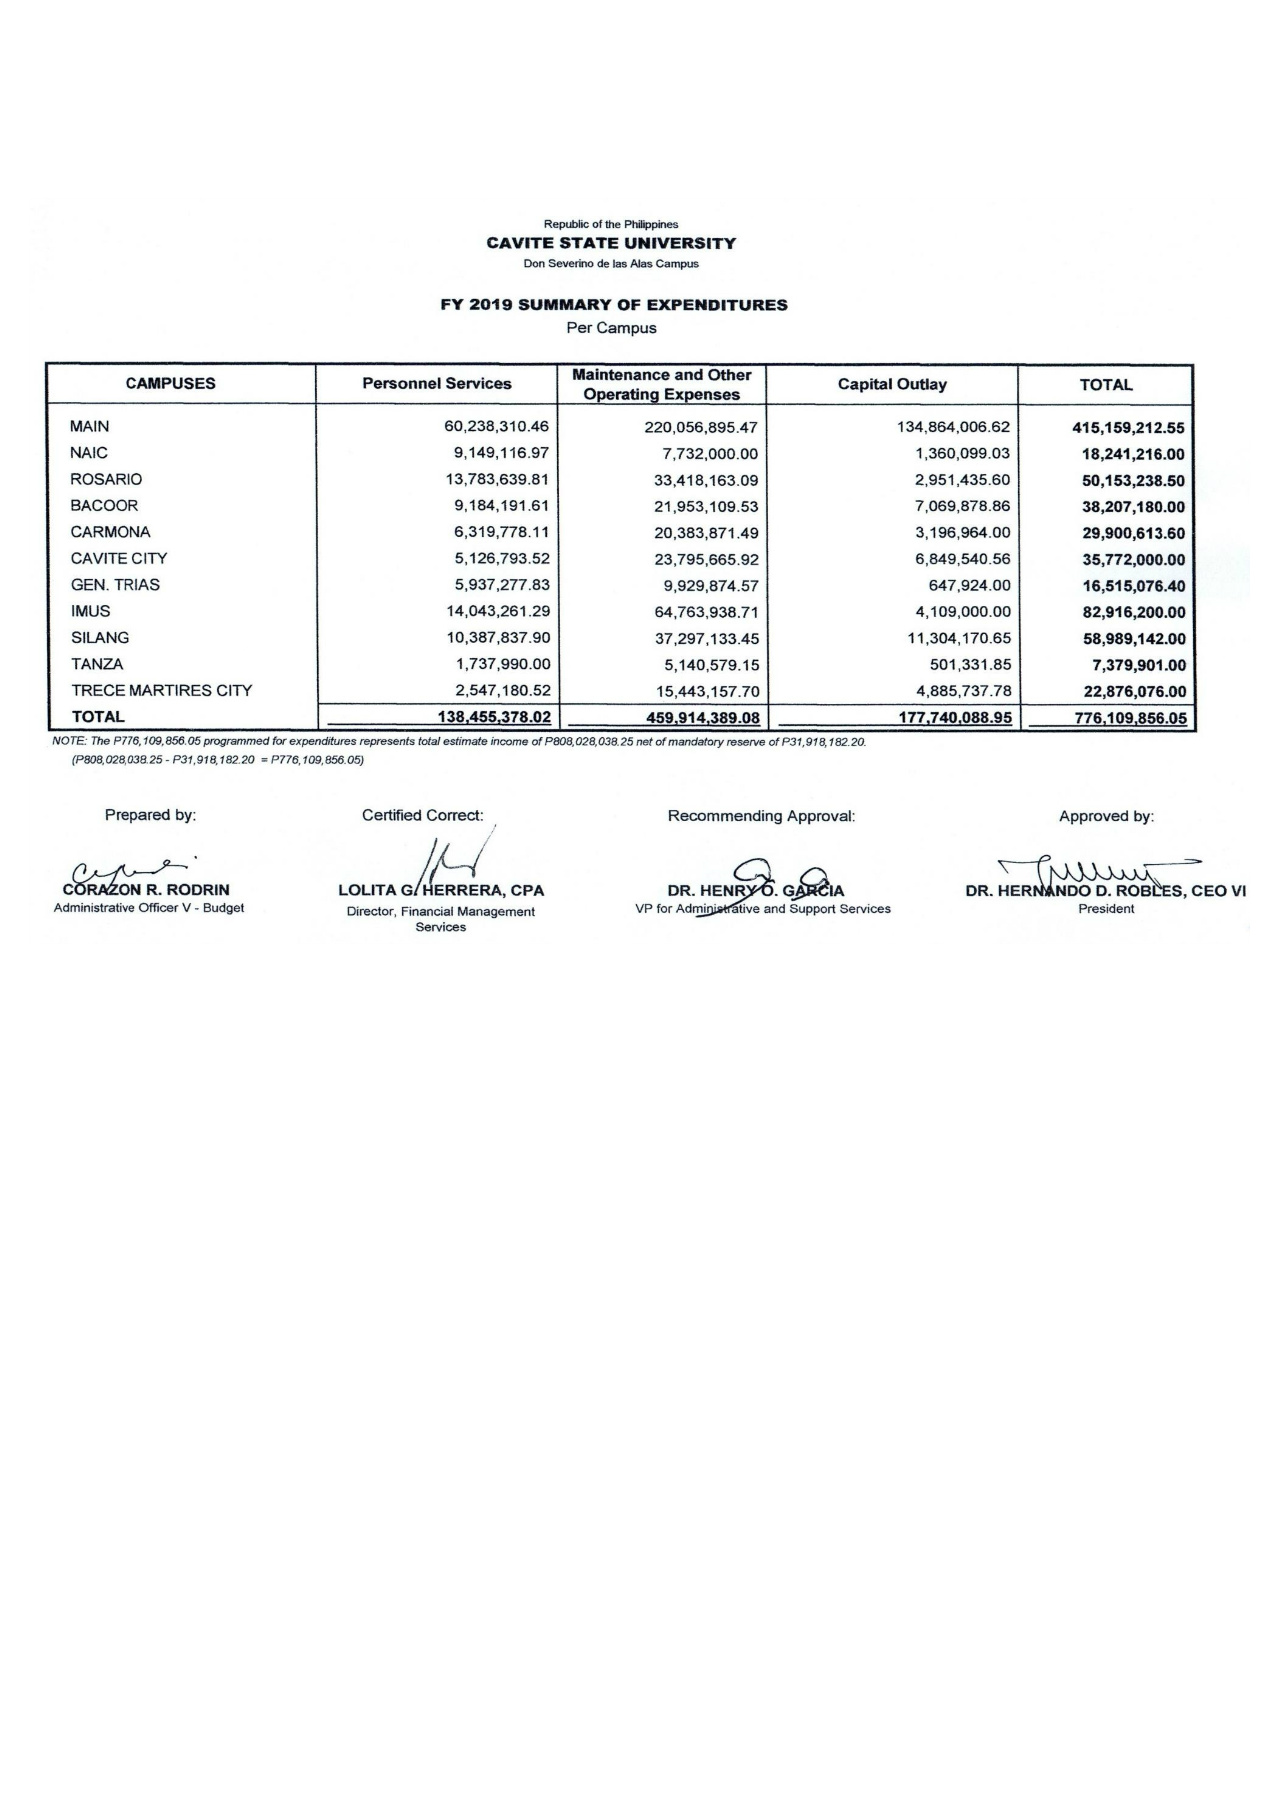 Republic of the Philippines
CAVITE STATE UNIVERSITY
Don Severino de las Alas Campus
FY 2019 SUMMARY OF EXPENDITURES
Per Campus
CAMPUSES Personnel Services Maintenance and Other Operating Expenses Capital Outlay TOTAL
MAIN 60,238,310.46 220,056,895.47 134,864,006.62 415,159,212.55
NAIC 9,149,116.97 7,732,000.00 1,360,099.03 18,241,216.00
ROSARIO 13,783,639.81 33,418,163.09 2,951,435.60 50,153,238.50
BACOOR 9,184,191.61 21,953,109.53 7,069,878.86 38,207,180.00
CARMONA 6,319,778.11 20,383,871.49 3,196,964.00 29,900,613.60
CAVITE CITY 5,126,793.52 23,795,665.92 6,849,540.56 35,772,000.00
GEN. TRIAS 5,937,277.83 9,929,874.57 647,924.00 16,515,076.40
IMUS 14,043,261.29 64,763,938.71 4,109,000.00 82,916,200.00
SILANG 10,387,837.90 37,297,133.45 11,304,170.65 58,989,142.00
TANZA 1,737,990.00 5,140,579.15 501,331.85 7,379,901.00
TRECE MARTIRES CITY 2,547,180.52 15,443,157.70 4,885,737.78 22,876,076.00
TOTAL 138,455,378.02 459,914,389.08 177,740,088.95 776,109,856.05
NOTE: The P776,109,856.05 programmed for expenditures represents total estimate income of P808,028,038.25 net of mandatory reserve of P31,918,182.20.
(P808,028,038.25 - P31,918,182.20 = P776,109,856.05)
Prepared by: Certified Correct: Recommending Approval: Approved by:
CORAZON R. RODRIN LOLITA G. HERRERA, CPA DR. HENRY O. GARCIA DR. HERNANDO D. ROBLES, CEO VI
Administrative Officer V - Budget Director, Financial Management VP for Administrative and Support Services President
Services